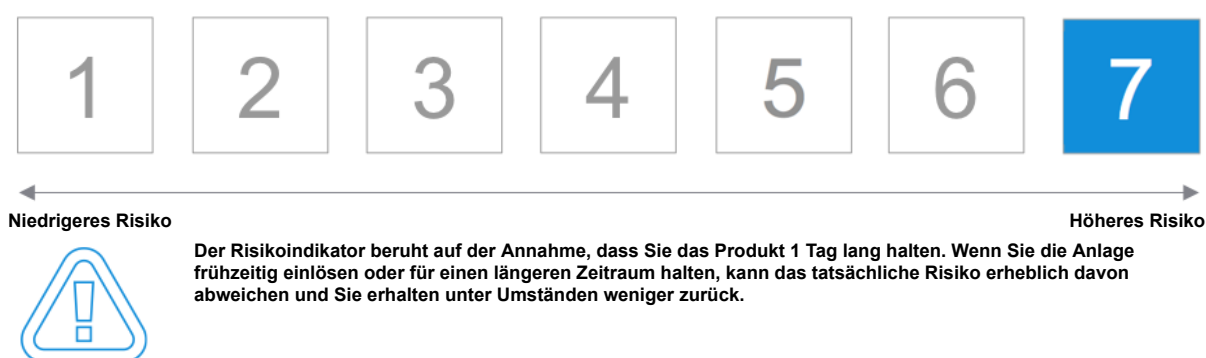 1 2 3 4 5 6 7
Niedrigeres Risiko Höheres Risiko
Der Risikoindikator beruht auf der Annahme, dass Sie das Produkt 1 Tag lang halten. Wenn Sie die Anlage
frühzeitig einlösen oder für einen längeren Zeitraum halten, kann das tatsächliche Risiko erheblich davon
abweichen und Sie erhalten unter Umständen weniger zurück.